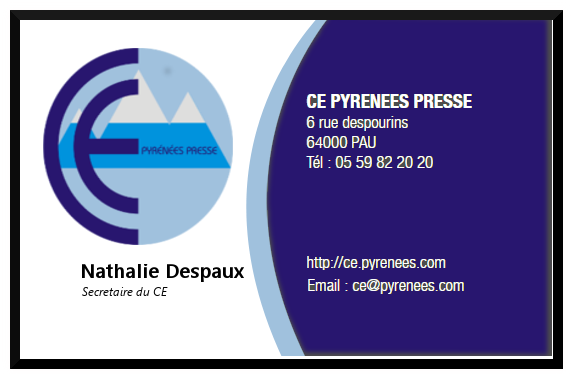 PYRÉNÉES PRESSE
Nathalie Despaux
Secretaire du CE
CE PYRENEES PRESSE
6 rue despourins
64000 PAU
Tél : 05 59 82 20 20
http://ce.pyrenees.com
Email : ce@pyrenees.com